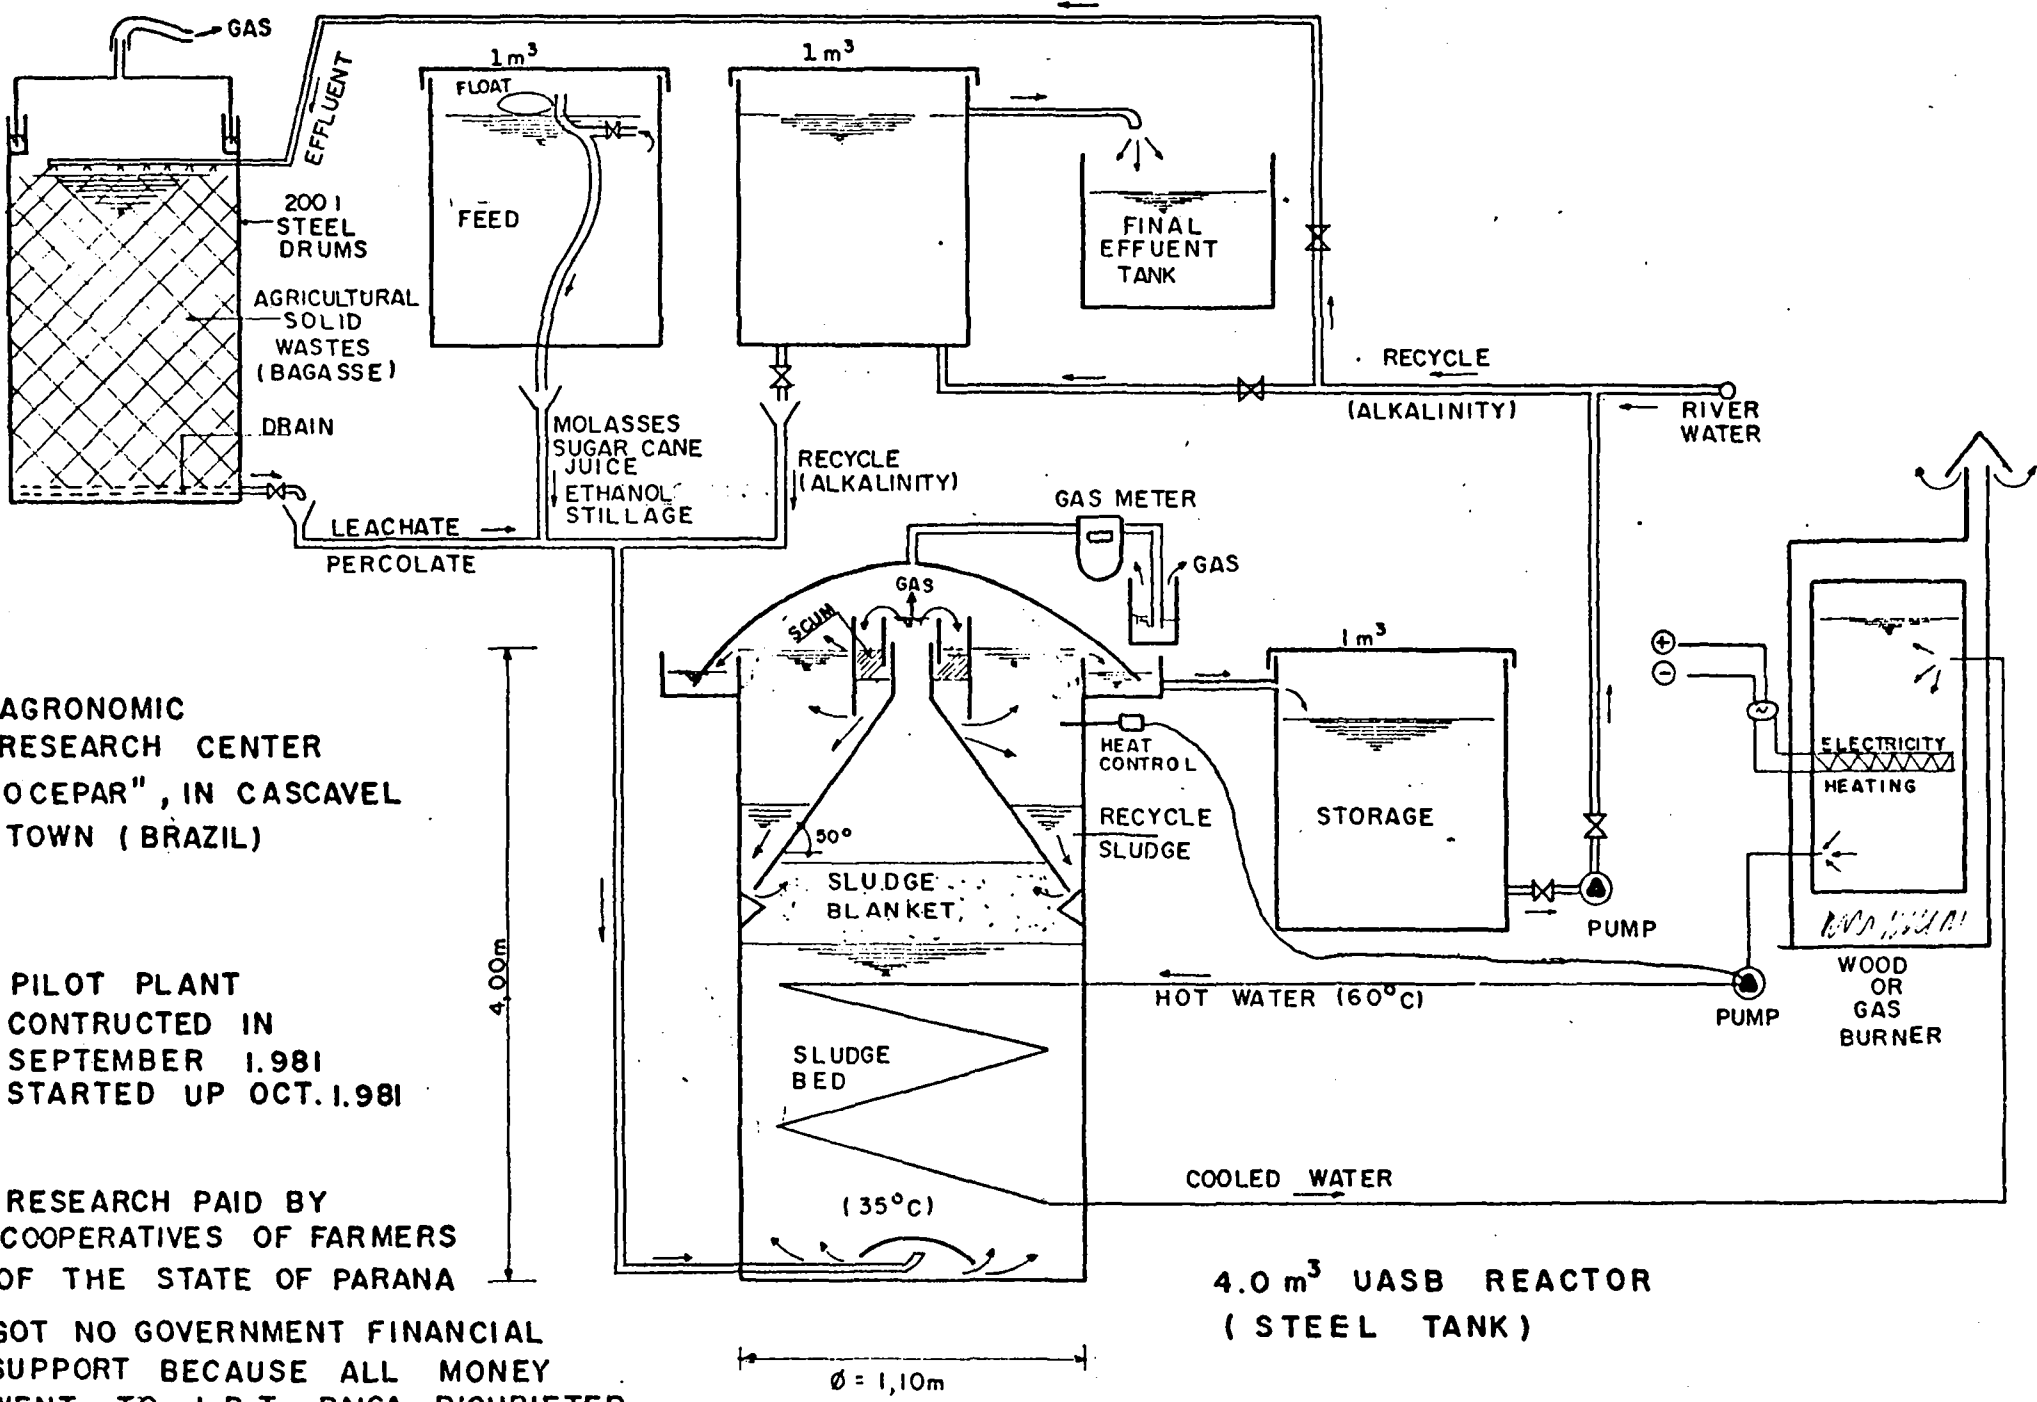 GAS
EFFLUENT
1 m³
FLOAT
FEED
1 m³
200 l
STEEL
DRUMS
AGRICULTURAL
SOLID
WASTES
(BAGASSE)
DRAIN
LEACHATE
PERCOLATE
MOLASSES
SUGAR CANE
JUICE
ETHANOL
STILLAGE
RECYCLE
(ALKALINITY)
FINAL
EFFUENT
TANK
RECYCLE
(ALKALINITY)
RIVER
WATER
GAS METER
GAS
GAS
SCUM
1 m³
HEAT
CONTROL
STORAGE
RECYCLE
SLUDGE
50°
SLUDGE
BLANKET
PUMP
+
-
~
ELECTRICITY
HEATING
WOOD
OR
GAS
BURNER
PUMP
HOT WATER (60°C)
SLUDGE
BED
COOLED WATER
(35°C)
4.00m
Ø = 1,10m
4.0 m³ UASB REACTOR
(STEEL TANK)
AGRONOMIC
RESEARCH CENTER
OCEPAR", IN CASCAVEL
TOWN (BRAZIL)
PILOT PLANT
CONTRUCTED IN
SEPTEMBER 1.981
STARTED UP OCT. 1.981
RESEARCH PAID BY
COOPERATIVES OF FARMERS
OF THE STATE OF PARANA
GOT NO GOVERNMENT FINANCIAL
SUPPORT BECAUSE ALL MONEY
WENT TO I.P.T.